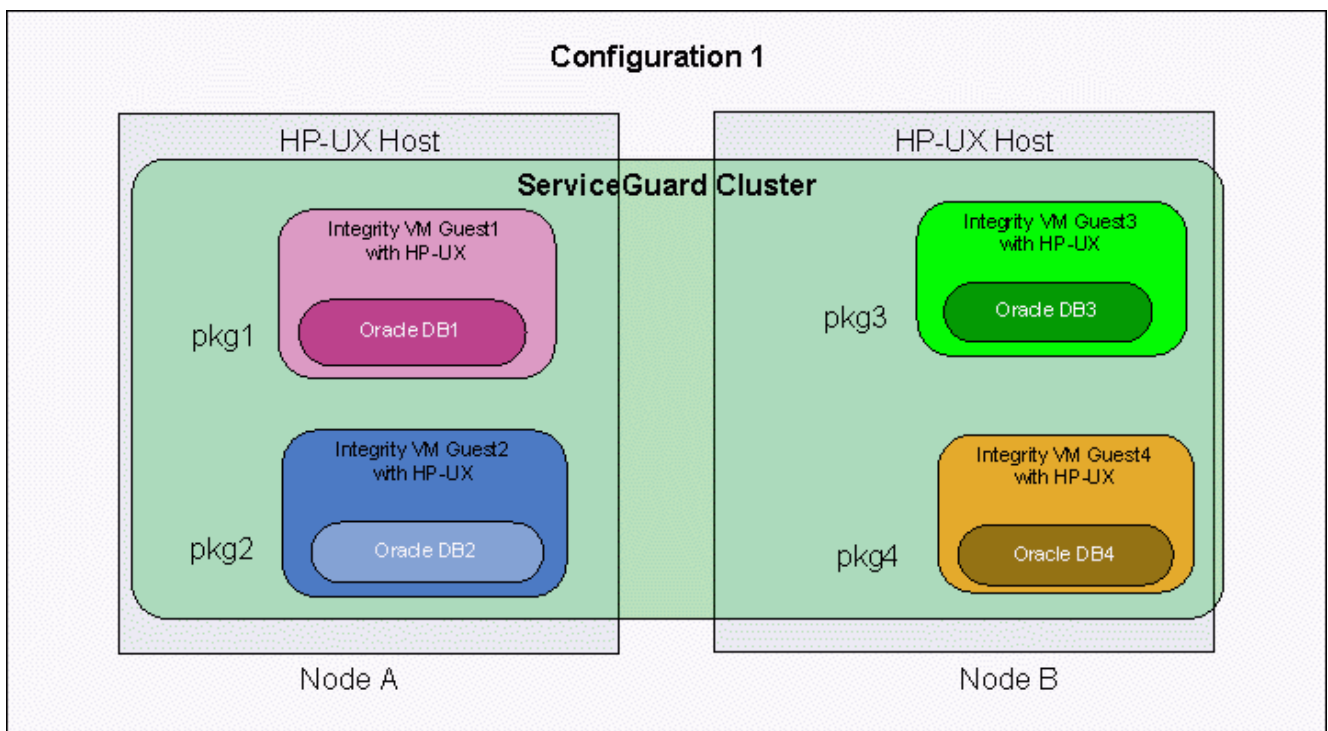 Configuration 1
HP-UX Host
HP-UX Host
ServiceGuard Cluster
Integrity VM Guest1
with HP-UX
Oracle DB1
pkg1
Integrity VM Guest2
with HP-UX
Oracle DB2
pkg2
Integrity VM Guest3
with HP-UX
Oracle DB3
pkg3
Integrity VM Guest4
with HP-UX
Oracle DB4
pkg4
Node A
Node B